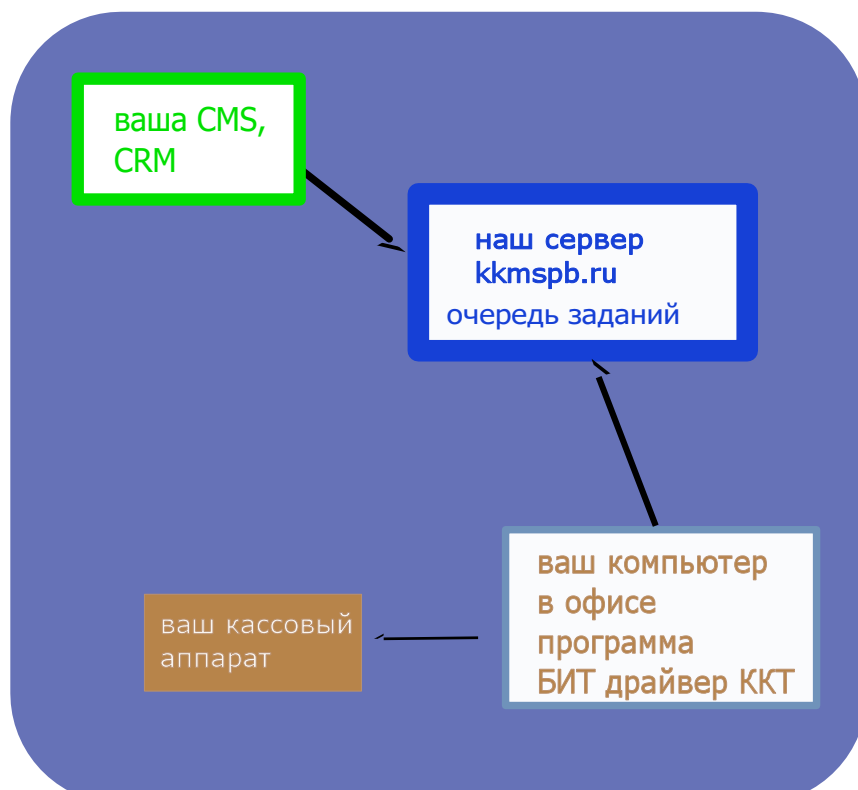 ваша CMS,
CRM
наш сервер
kkmspb.ru
очередь заданий
ваш компьютер
в офисе
программа
БИТ драйвер ККТ
ваш кассовый
аппарат